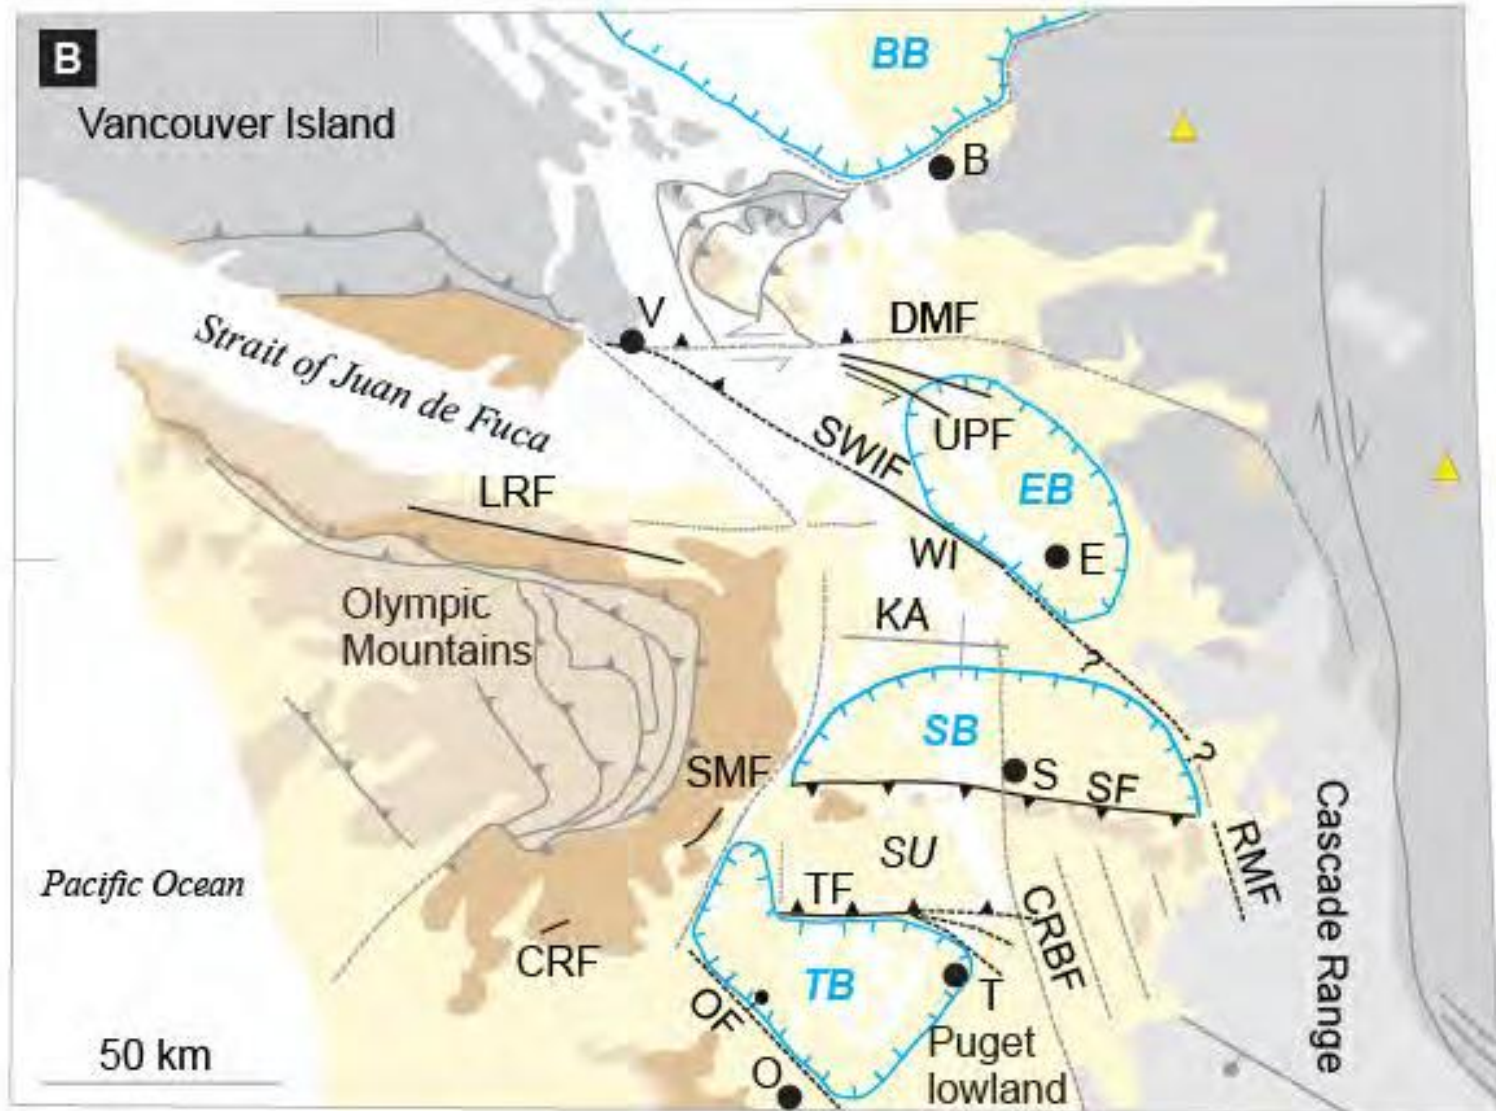 B
BB
Vancouver Island
B
V
DMF
Strait of Juan de Fuca
SWIF
UPF
EB
LRF
WI
E
Olympic
Mountains
KA
?
SB
?
SMF
S
SF
Cascade Range
RMF
SU
Pacific Ocean
TF
CRBF
CRF
TB
T
OF
Puget
lowland
50 km
O